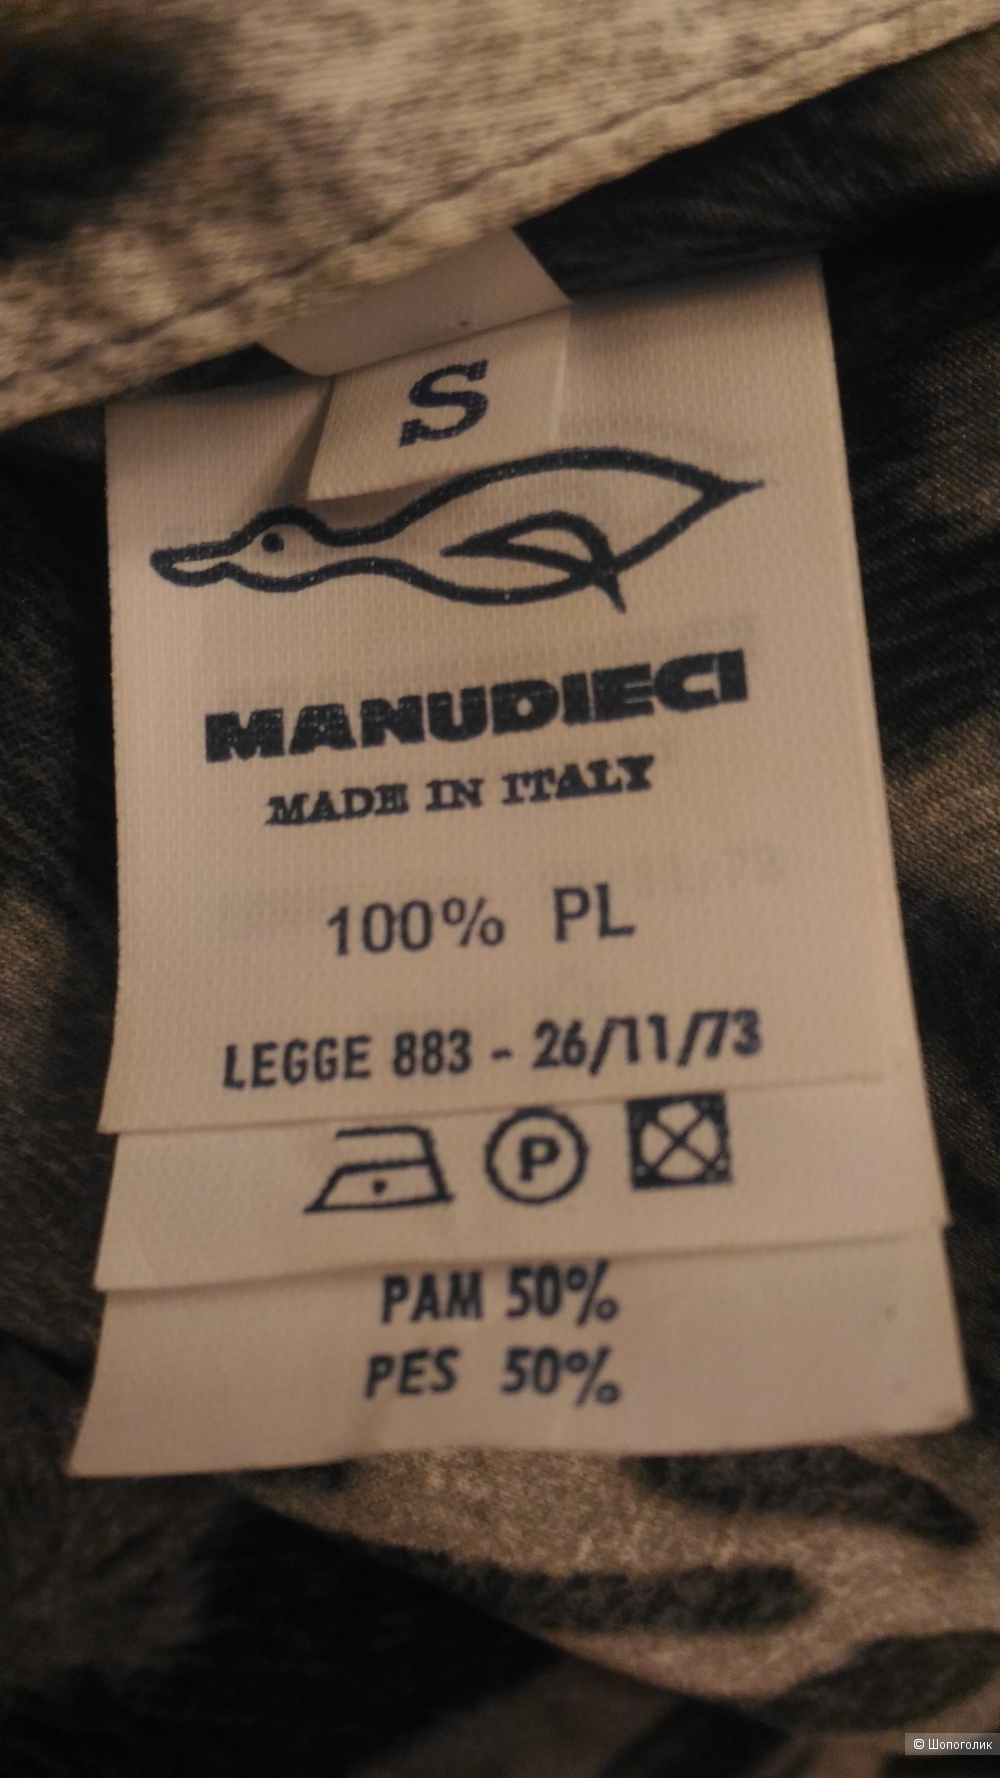 S
MANUDIECI
MADE IN ITALY
100% PL
LEGGE 883 - 26/11/73
P
PAM 50%
PES 50%
© Шопоголик